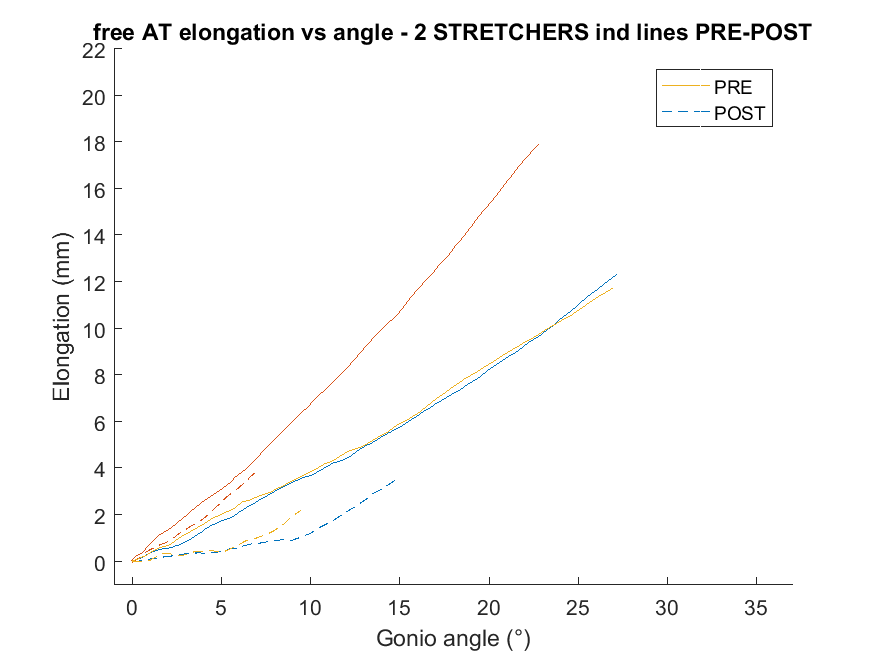 free AT elongation vs angle - 2 STRETCHERS ind lines PRE-POST
22
20
18
16
14
12
10
8
6
4
2
0
Elongation (mm)
PRE
POST
0 5 10 15 20 25 30 35
Gonio angle (°)